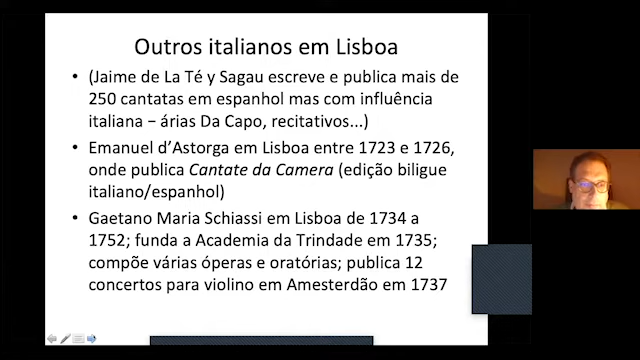 Outros italianos em Lisboa
• (Jaime de La Té y Sagau escreve e publica mais de
250 cantatas em espanhol mas com influência
italiana − árias Da Capo, recitativos...)
• Emanuel d’Astorga em Lisboa entre 1723 e 1726,
onde publica Cantate da Camera (edição biligue
italiano/espanhol)
• Gaetano Maria Schiassi em Lisboa de 1734 a
1752; funda a Academia da Trindade em 1735;
compõe várias óperas e oratórias; publica 12
concertos para violino em Amesterdão em 1737